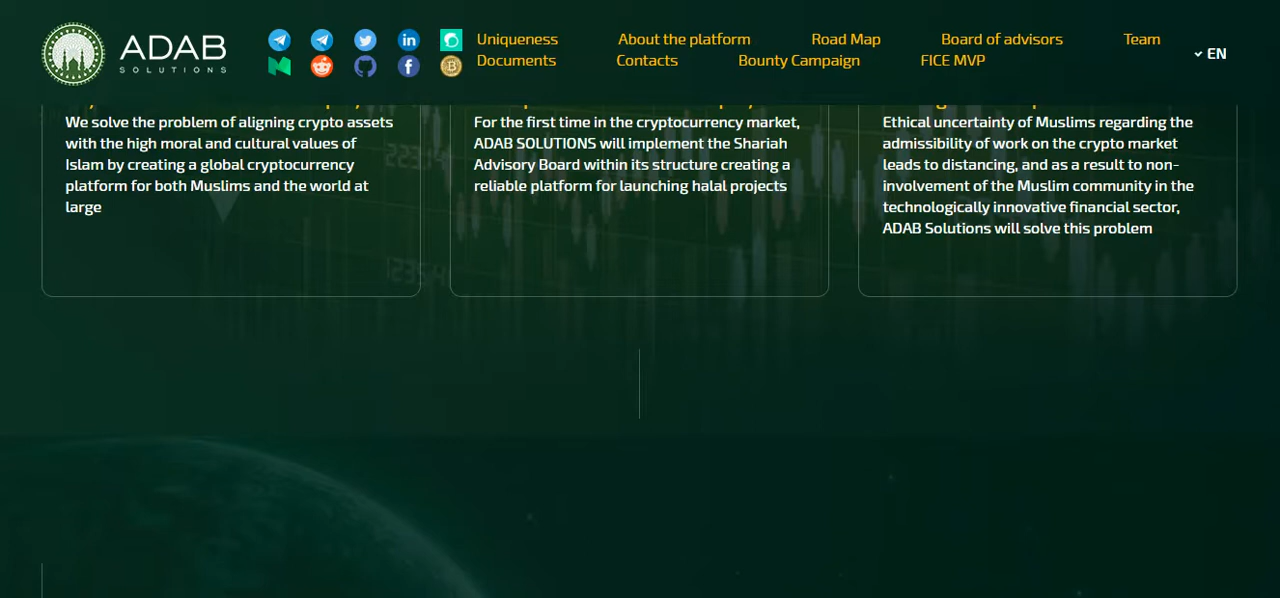 ADAB
SOLUTIONS
Uniqueness About the platform Road Map Board of advisors Team
Documents Contacts Bounty Campaign FICE MVP
EN
We solve the problem of aligning crypto assets
with the high moral and cultural values of
Islam by creating a global cryptocurrency
platform for both Muslims and the world at
large
For the first time in the cryptocurrency market,
ADAB SOLUTIONS will implement the Shariah
Advisory Board within its structure creating a
reliable platform for launching halal projects
Ethical uncertainty of Muslims regarding the
admissibility of work on the crypto market
leads to distancing, and as a result to non-
involvement of the Muslim community in the
technologically innovative financial sector,
ADAB Solutions will solve this problem